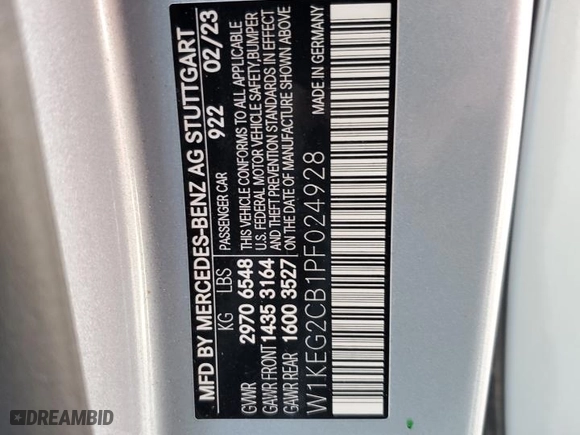 MFD BY MERCEDES-BENZ AG STUTTGART
KG LBS PASSENGER CAR 922 02/23
GVWR 2970 6548
GAWR FRONT 1435 3164
GAWR REAR 1600 3527
THIS VEHICLE CONFORMS TO ALL APPLICABLE
U.S. FEDERAL MOTOR VEHICLE SAFETY,BUMPER
AND THEFT PREVENTION STANDARDS IN EFFECT
ON THE DATE OF MANUFACTURE SHOWN ABOVE
W1KEG2CB1PF024928 MADE IN GERMANY
DREAMBID